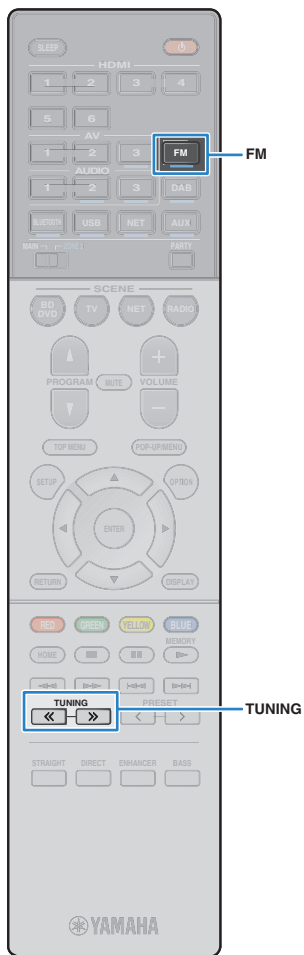 SLEEP
HDMI
1 2 3 4
5 6
AV
1 2 3 FM
FM
AUDIO
1 2 3 DAB
BLUETOOTH USB NET AUX
MAIN ZONE 2 PARTY
SCENE
BD DVD TV NET RADIO
PROGRAM MUTE VOLUME
TOP MENU POP-UP/MENU
SETUP OPTION
ENTER
RETURN DISPLAY
RED GREEN YELLOW BLUE
MEMORY
HOME
TUNING PRESET
TUNING
STRAIGHT DIRECT ENHANCER BASS
YAMAHA